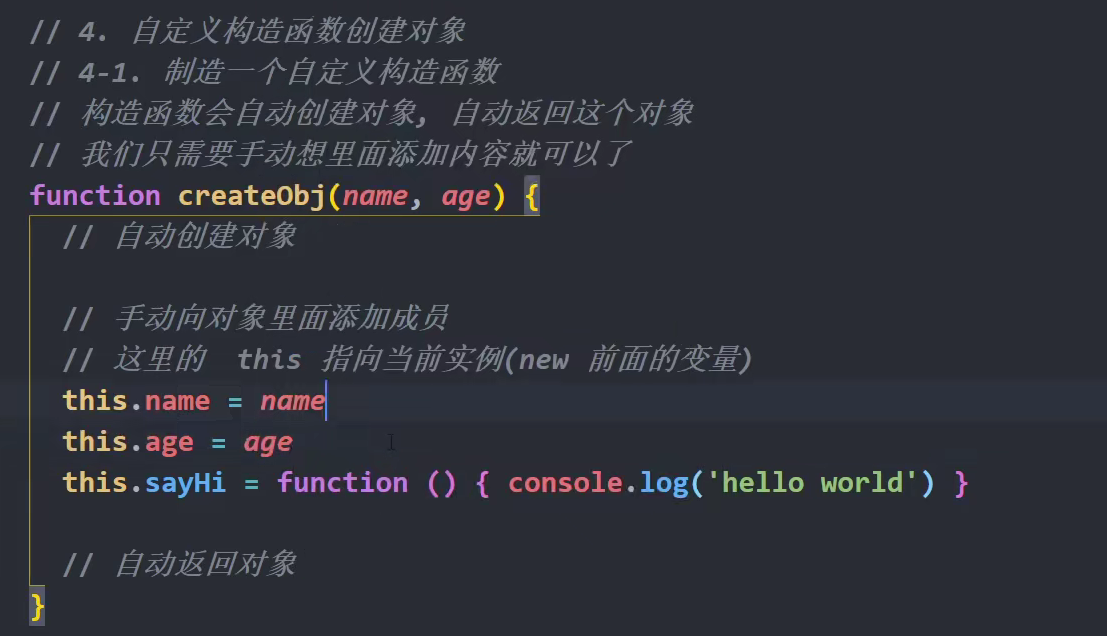 // 4. 自定义构造函数创建对象
// 4-1. 制造一个自定义构造函数
// 构造函数会自动创建对象, 自动返回这个对象
// 我们只需要手动想里面添加内容就可以了
function createObj(name, age) {
// 自动创建对象
// 手动向对象里面添加成员
// 这里的 this 指向当前实例(new 前面的变量)
this.name = name
this.age = age
this.sayHi = function () { console.log('hello world') }
// 自动返回对象
}